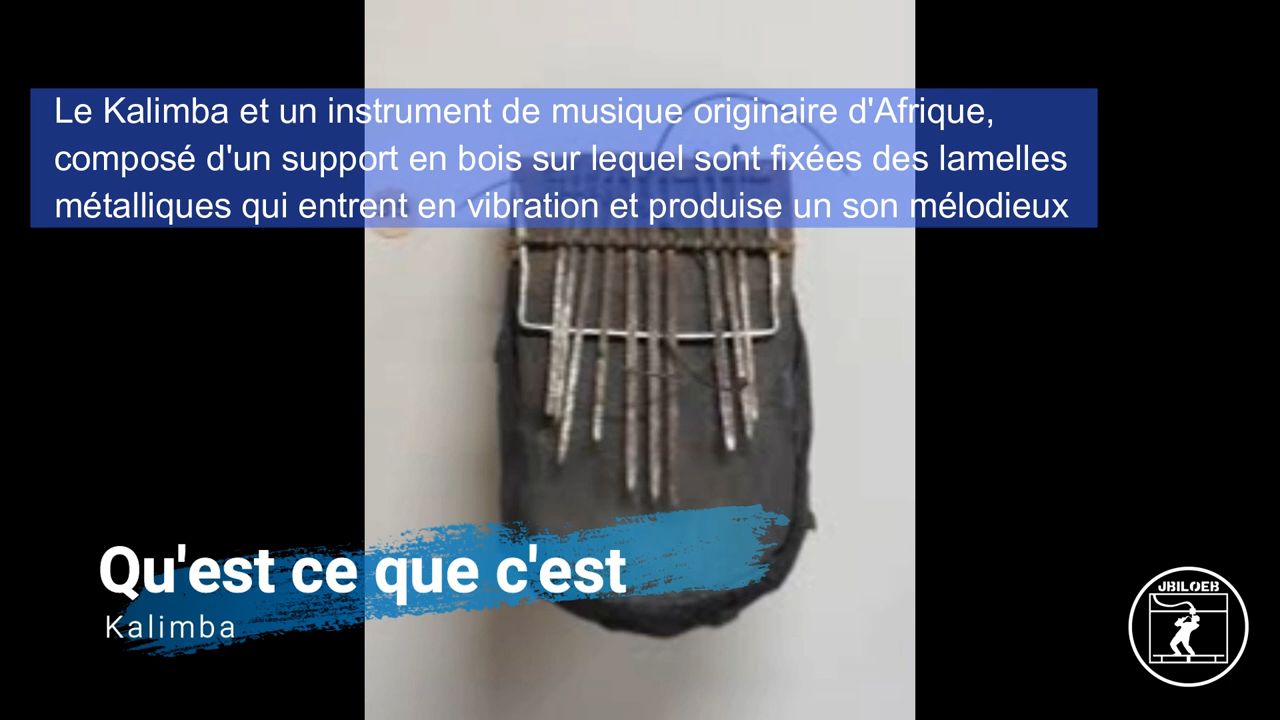 Le Kalimba et un instrument de musique originaire d'Afrique,
composé d'un support en bois sur lequel sont fixées des lamelles
métalliques qui entrent en vibration et produise un son mélodieux
Qu'est ce que c'est
Kalimba
JBILOEB